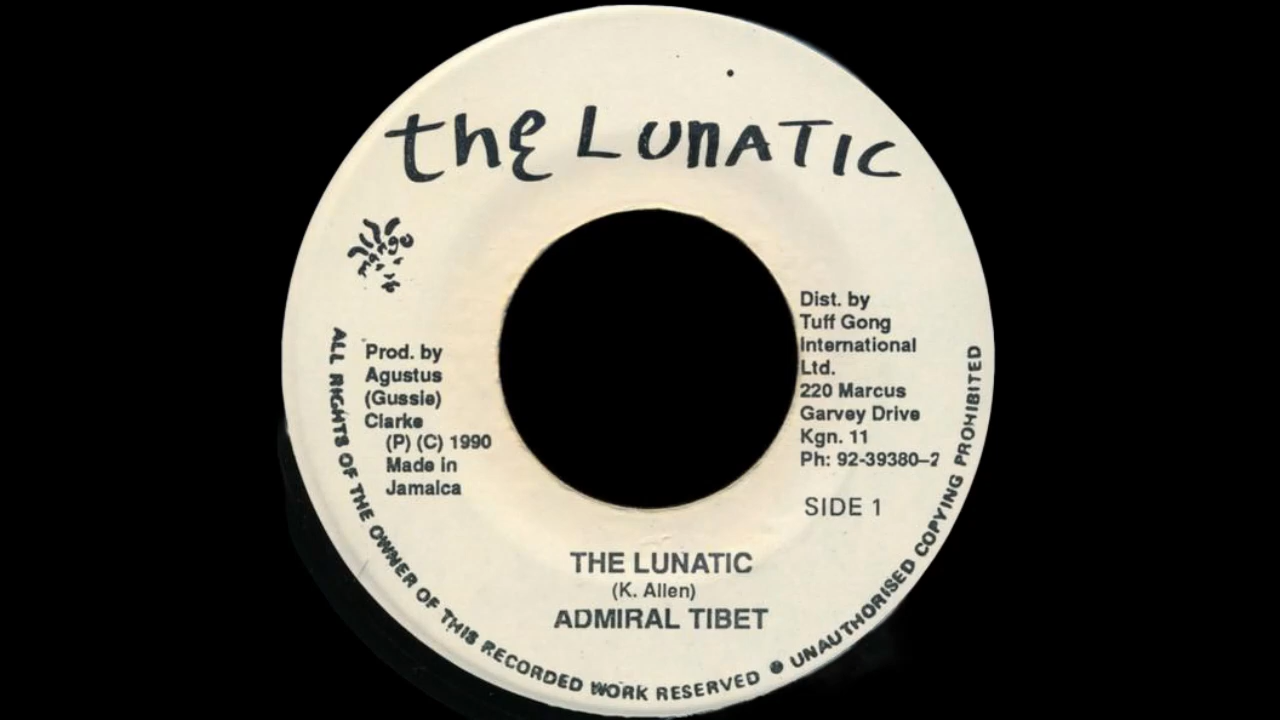 the LUNATIC
mango
Prod. by
Agustus
(Gussie)
Clarke
(P) (C) 1990
Made in
Jamaica
Dist. by
Tuff Gong
International
Ltd.
220 Marcus
Garvey Drive
Kgn. 11
Ph: 92-39380–2
SIDE 1
THE LUNATIC
(K. Allen)
ADMIRAL TIBET
ALL RIGHTS OF THE OWNER OF THIS RECORDED WORK RESERVED ● UNAUTHORISED COPYING PROHIBITED